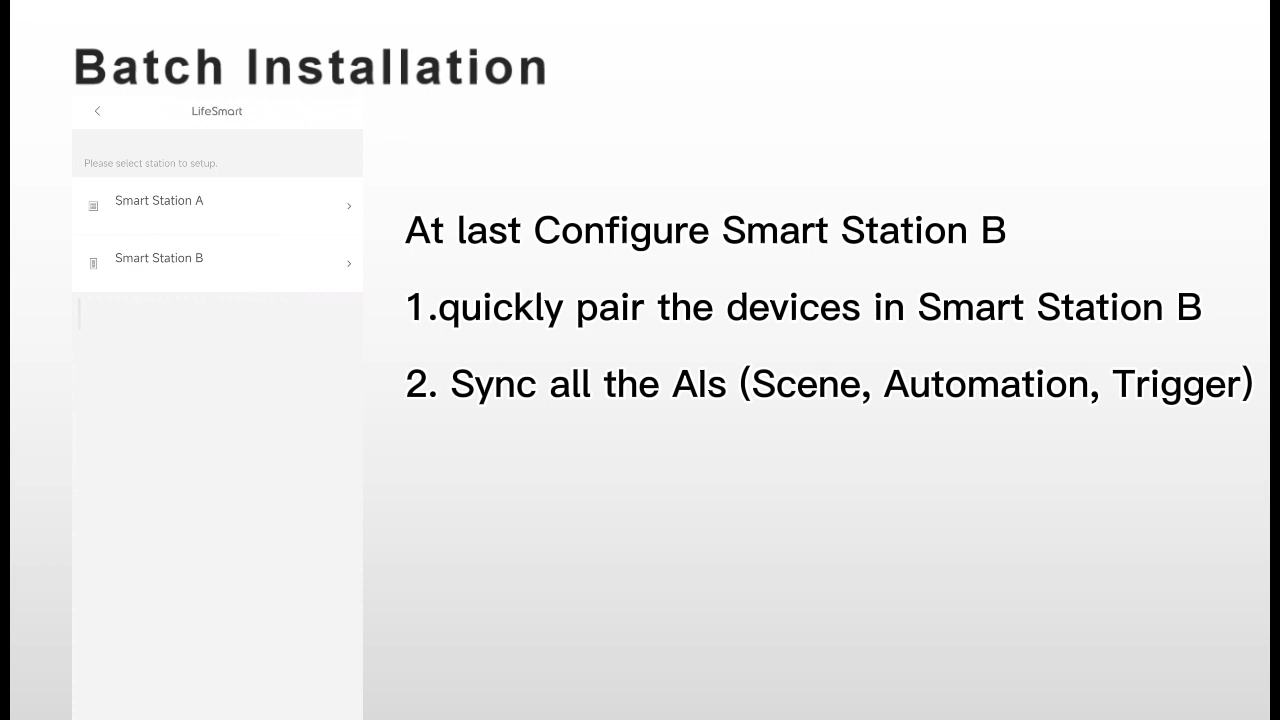 Batch Installation
LifeSmart
Please select station to setup.
Smart Station A
Smart Station B
At last Configure Smart Station B
1.quickly pair the devices in Smart Station B
2. Sync all the AIs (Scene, Automation, Trigger)